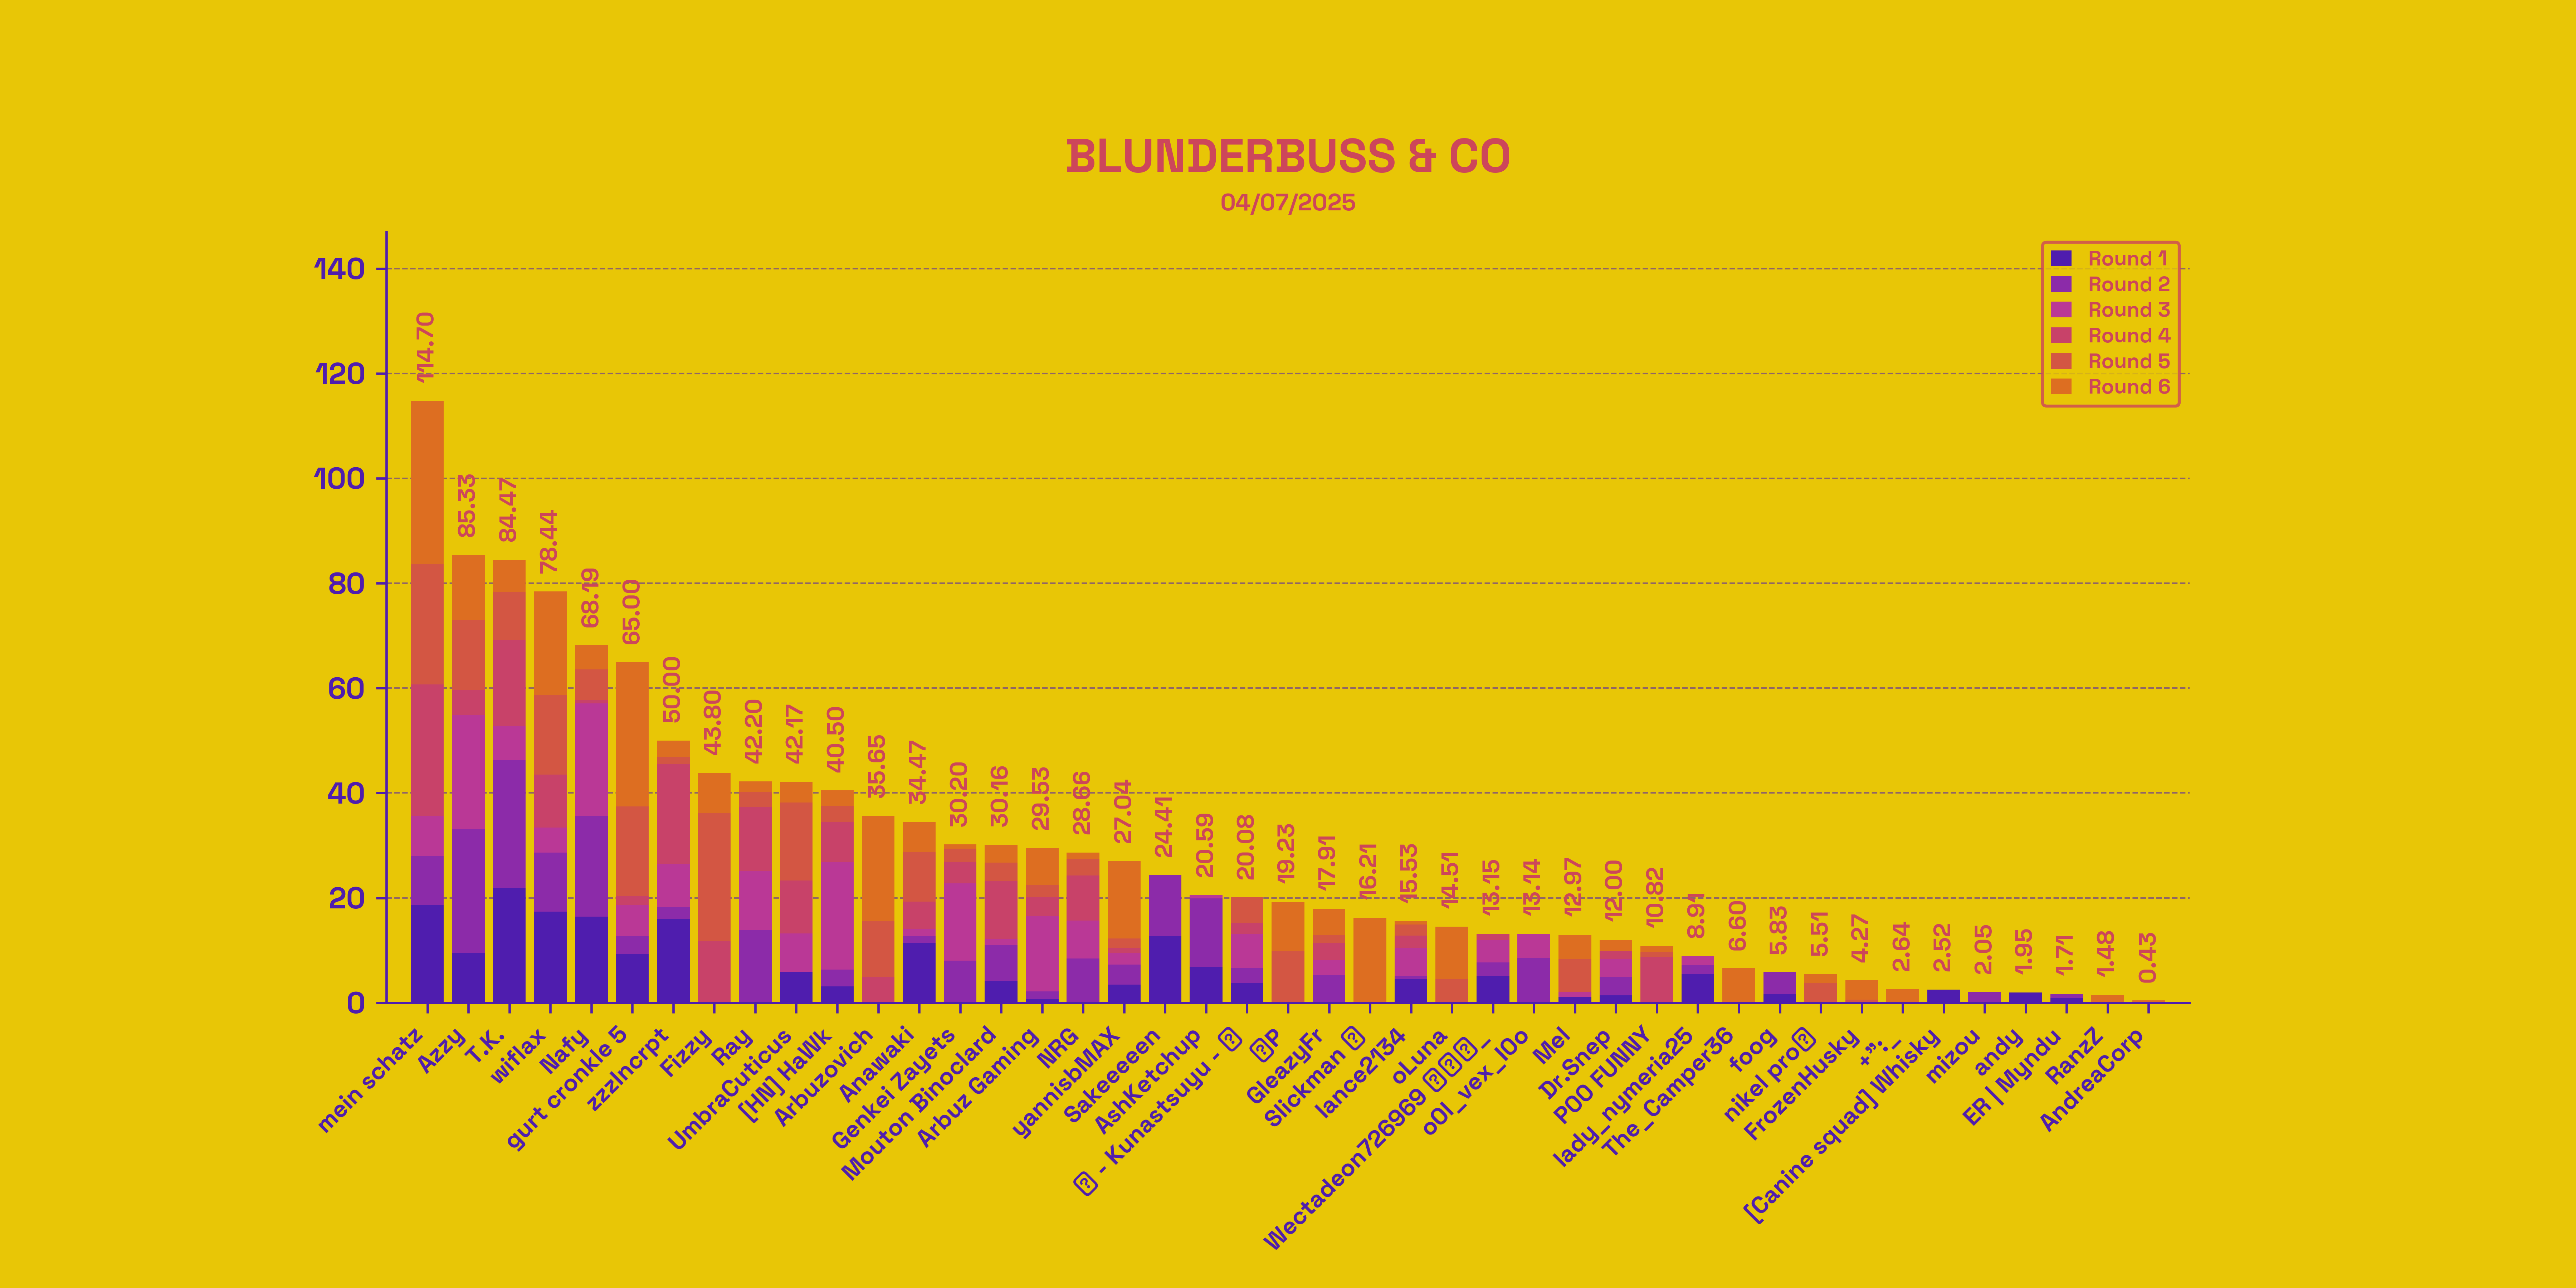 BLUNDERBUSS & CO
04/07/2025
140
120
100
80
60
40
20
0
Round 1
Round 2
Round 3
Round 4
Round 5
Round 6
114.70
85.33
84.47
78.44
68.19
65.00
50.00
43.80
42.20
42.17
40.50
35.65
34.47
30.20
30.16
29.53
28.66
27.04
24.41
20.59
20.08
19.23
17.91
16.21
15.53
14.51
13.15
13.14
12.97
12.00
10.82
8.91
6.60
5.83
5.51
4.27
2.64
2.52
2.05
1.95
1.71
1.48
0.43
mein schatz
Azzy
T.K.
wiflax
Nafy
gurt cronkle 5
zzzIncrpt
Fizzy
Ray
UmbraCuticus
[HN] HaWk
Arbuzovich
Anawaki
Genkei Zayets
Mouton Binoclard
Arbuz Gaming
NRG
yannisbMAX
Sakeeeeen
AshKetchup
- Kunastsuyu -
P
GleazyFr
Slickman
lance2134
oLuna
Wectadeon726969 _
oOl_vex_lOo
Mel
Dr.Snep
POO FUNNY
lady_nymeria25
The_Camper36
foog
nikel pro
FrozenHusky
[Canine squad] Whisky
mizou
andy
ER | Myndu
RanzZ
AndreaCorp